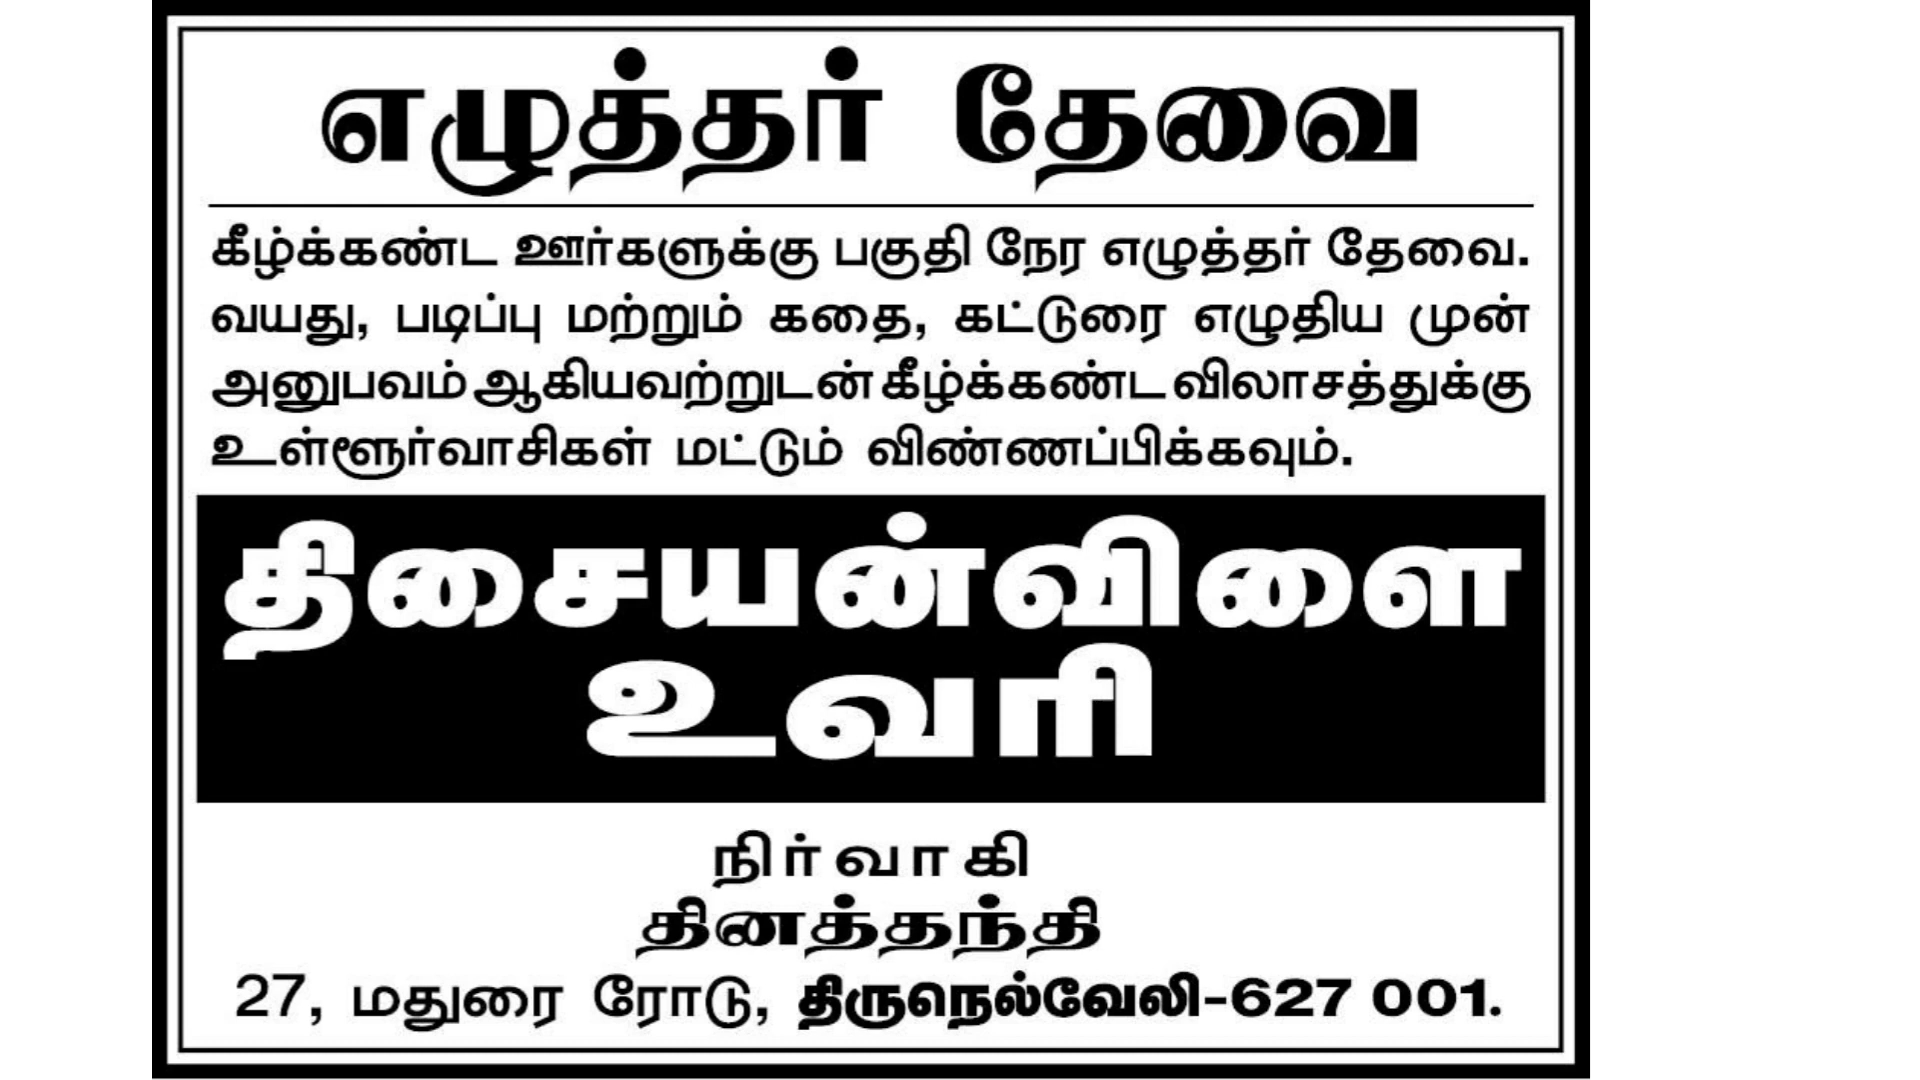 எழுத்தர் தேவை
கீழ்க்கண்ட ஊர்களுக்கு பகுதி நேர எழுத்தர் தேவை.
வயது, படிப்பு மற்றும் கதை, கட்டுரை எழுதிய முன்
அனுபவம் ஆகியவற்றுடன் கீழ்க்கண்ட விலாசத்துக்கு
உள்ளூர்வாசிகள் மட்டும் விண்ணப்பிக்கவும்.
திசையன்விளை
உவரி
நிர்வாகி
தினத்தந்தி
27, மதுரை ரோடு, திருநெல்வேலி-627 001.